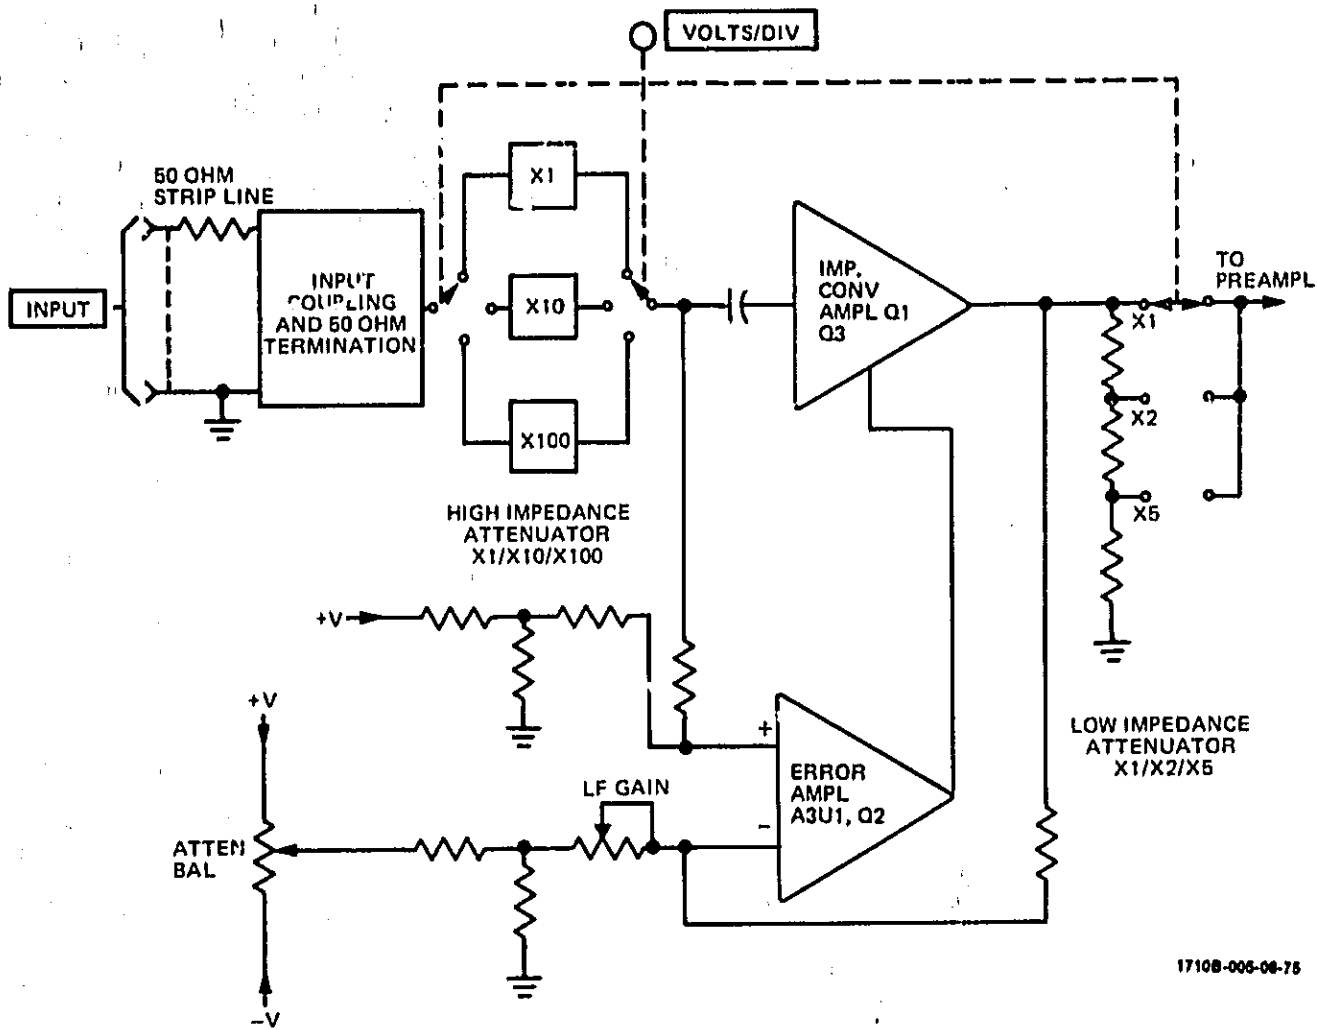 VOLTS/DIV
50 OHM
STRIP LINE
X1
INPUT
INPUT
COUPLING
AND 50 OHM
TERMINATION
X10
IMP.
CONV
AMPL Q1
Q3
TO
PREAMPL
X1
X2
X100
X5
HIGH IMPEDANCE
ATTENUATOR
X1/X10/X100
+V
+V
LOW IMPEDANCE
ATTENUATOR
X1/X2/X5
+
ERROR
AMPL
A3U1, Q2
LF GAIN
-
ATTEN
BAL
-V
1710B-005-06-75